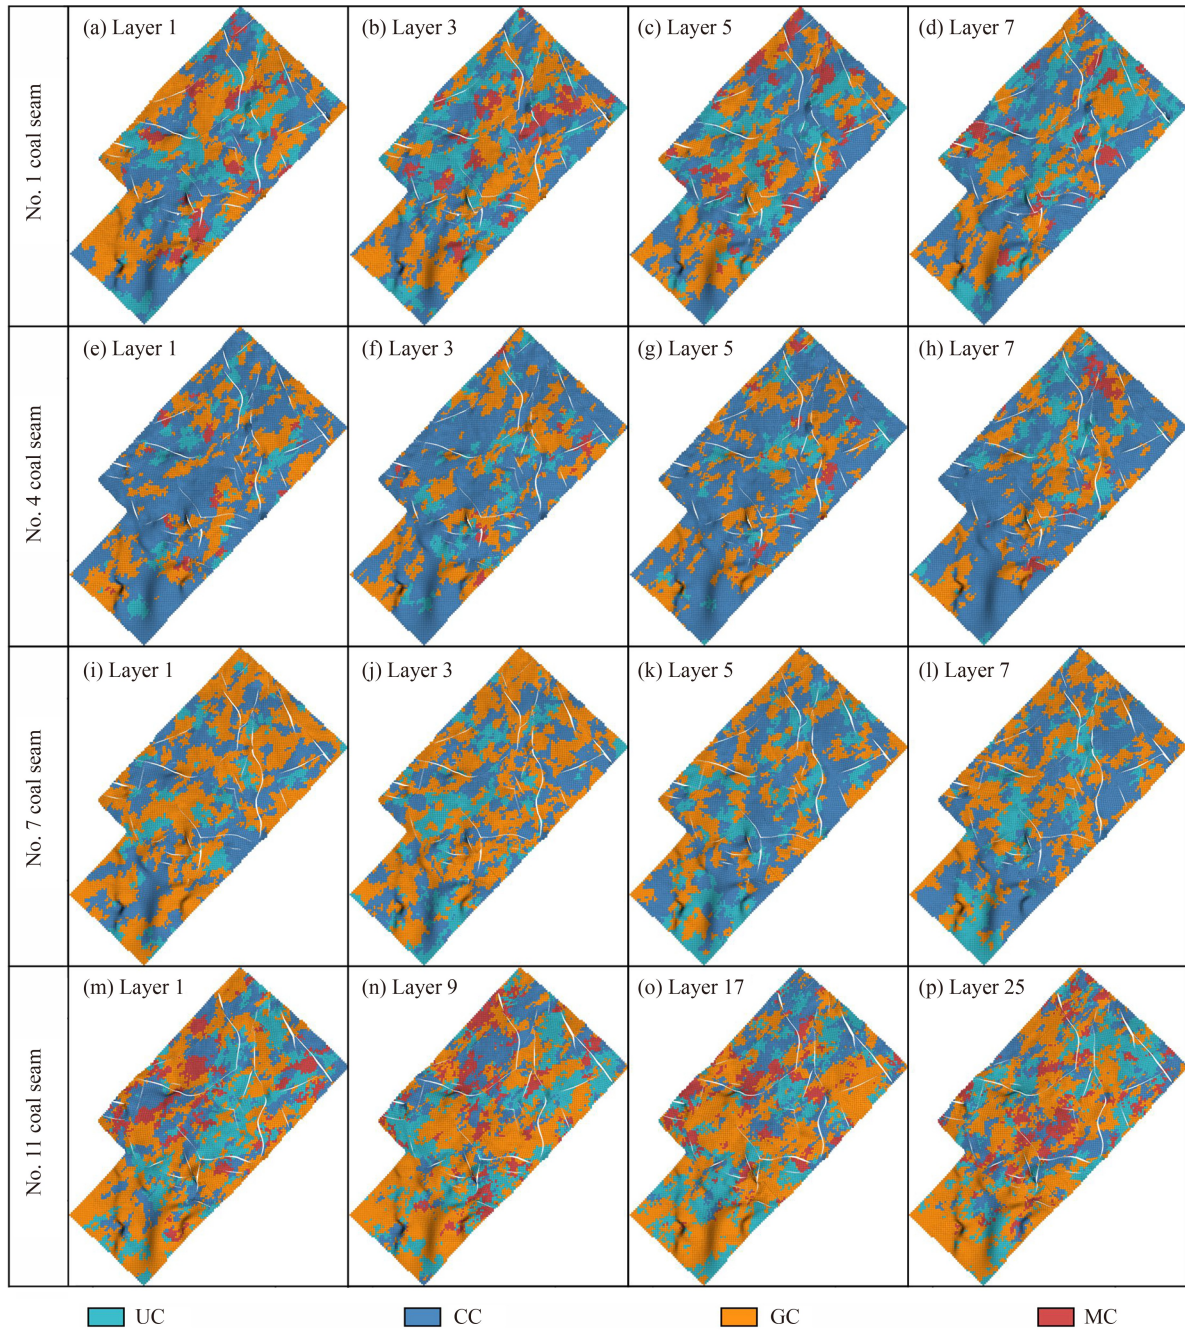 (a) Layer 1
(b) Layer 3
(c) Layer 5
(d) Layer 7
No. 1 coal seam
(e) Layer 1
(f) Layer 3
(g) Layer 5
(h) Layer 7
No. 4 coal seam
(i) Layer 1
(j) Layer 3
(k) Layer 5
(l) Layer 7
No. 7 coal seam
(m) Layer 1
(n) Layer 9
(o) Layer 17
(p) Layer 25
No. 11 coal seam
UC
CC
GC
MC